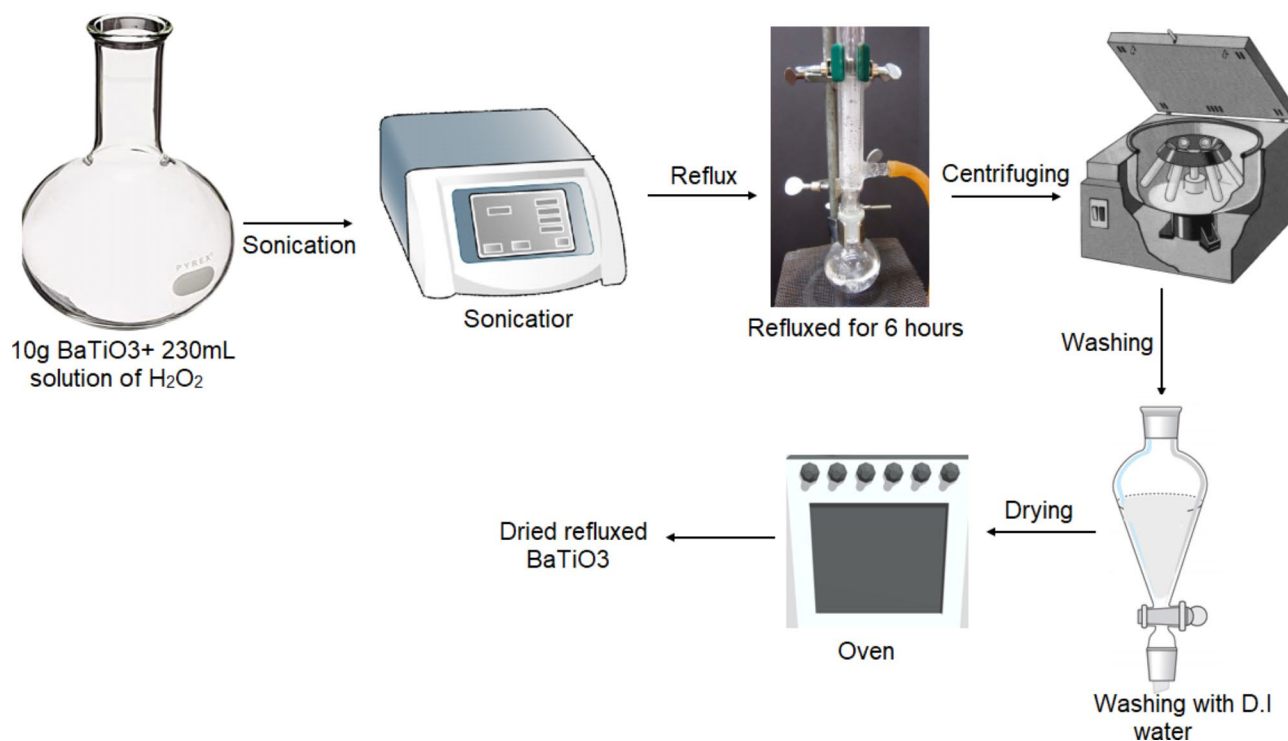 PYREX
10g BaTiO3+ 230mL
solution of H₂O₂
Sonication
Sonicatior
Reflux
Refluxed for 6 hours
Centrifuging
Washing
Washing with D.I
water
Drying
Oven
Dried refluxed
BaTiO3